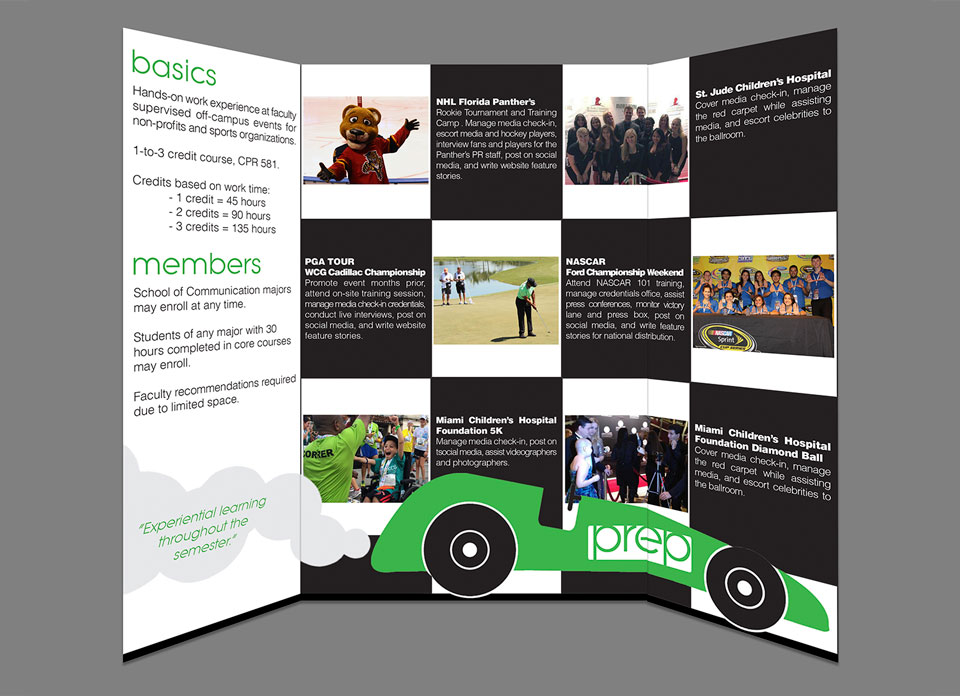 basics
Hands-on work experience at faculty
supervised off-campus events for
non-profits and sports organizations.
1-to-3 credit course, CPR 581.
Credits based on work time:
- 1 credit = 45 hours
- 2 credits = 90 hours
- 3 credits = 135 hours
members
School of Communication majors
may enroll at any time.
Students of any major with 30
hours completed in core courses
may enroll.
Faculty recommendations required
due to limited space.
"Experiential learning
throughout the
semester."
NHL Florida Panther's
Rookie Tournament and Training
Camp . Manage media check-in,
escort media and hockey players,
interview fans and players for the
Panther's PR staff, post on social
media, and write website feature
stories.
St. Jude Children's Hospital
Cover media check-in, manage
the red carpet while assisting
media, and escort celebrities to
the ballroom.
PGA TOUR
WCG Cadillac Championship
Promote event months prior,
attend on-site training session,
manage media check-in credentials,
conduct live interviews, post on
social media, and write website
feature stories.
NASCAR
Ford Championship Weekend
Attend NASCAR 101 training,
manage credentials office, assist
press conferences, monitor victory
lane and press box, post on
social media, and write feature
stories for national distribution.
NASCAR
Sprint
Miami Children's Hospital
Foundation 5K
Manage media check-in, post on
tsocial media, assist videographers
and photographers.
Miami Children's Hospital
Foundation Diamond Ball
Cover media check-in, manage
the red carpet while assisting
media, and escort celebrities to
the ballroom.
prep